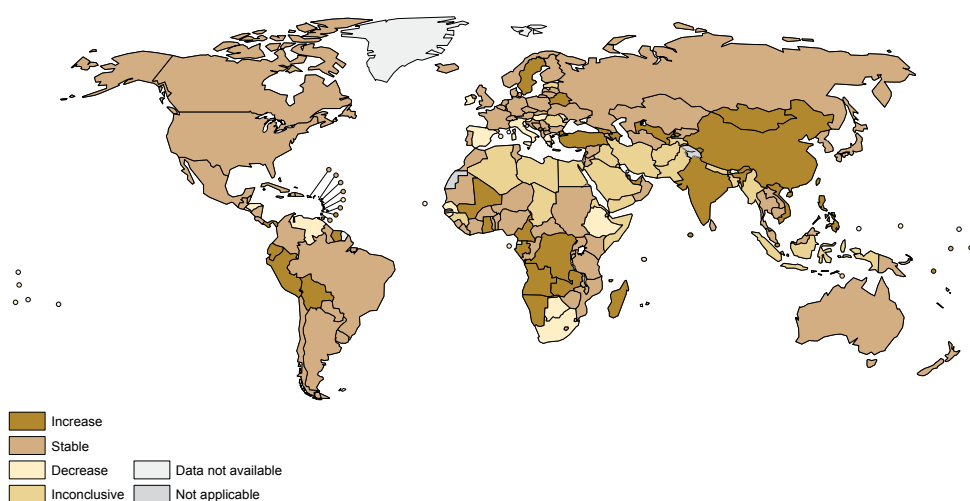 Increase
Stable
Decrease
Data not available
Inconclusive
Not applicable